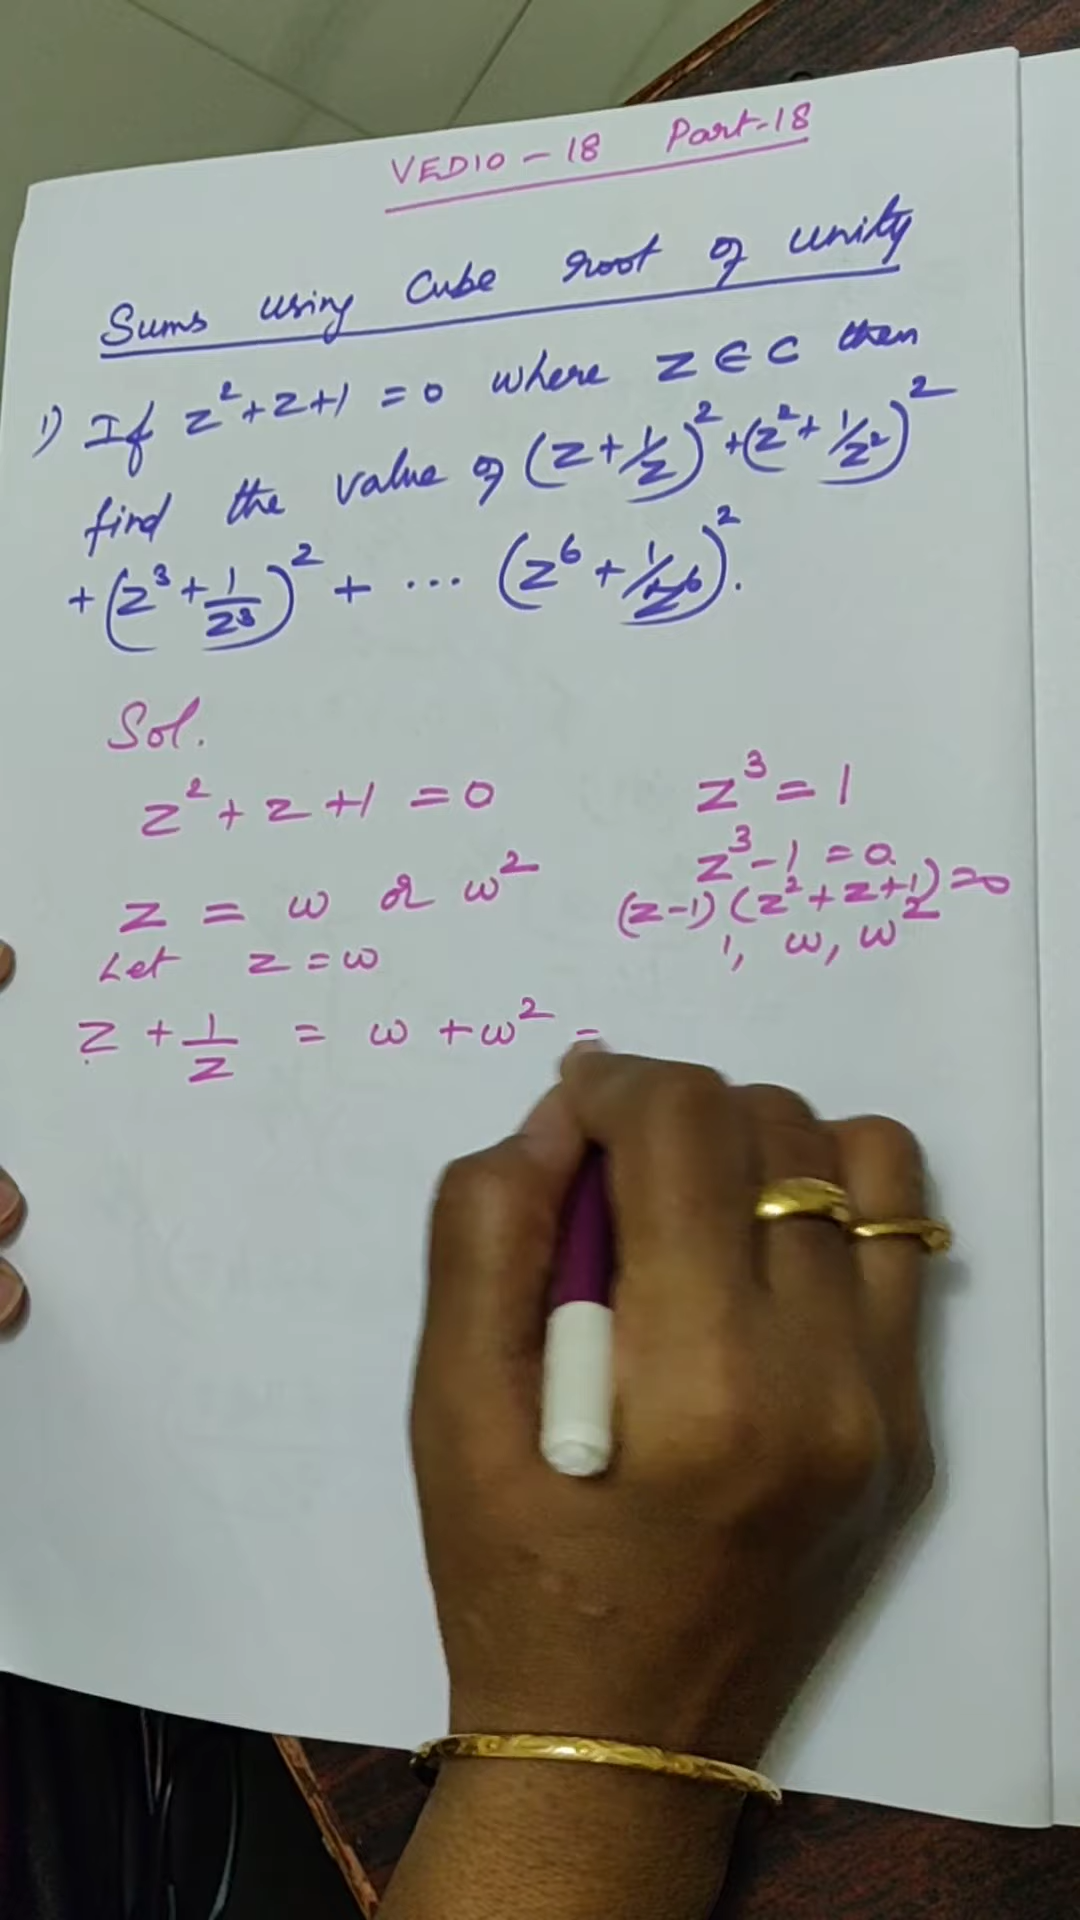 VEDIO - 18 Part-18
Sums using Cube root of unity
1) If z²+z+1 = 0 where z ∈ C then
find the value of (z+1/z)²+(z²+1/z²)²
+(z³+1/z³)² + ... (z⁶+1/z⁶)².
Sol.
z²+z+1 = 0
z = ω or ω²
Let z = ω
z + 1/z = ω + ω² =
z³ = 1
z³-1 = 0
(z-1)(z²+z+1)=0
1, ω, ω²